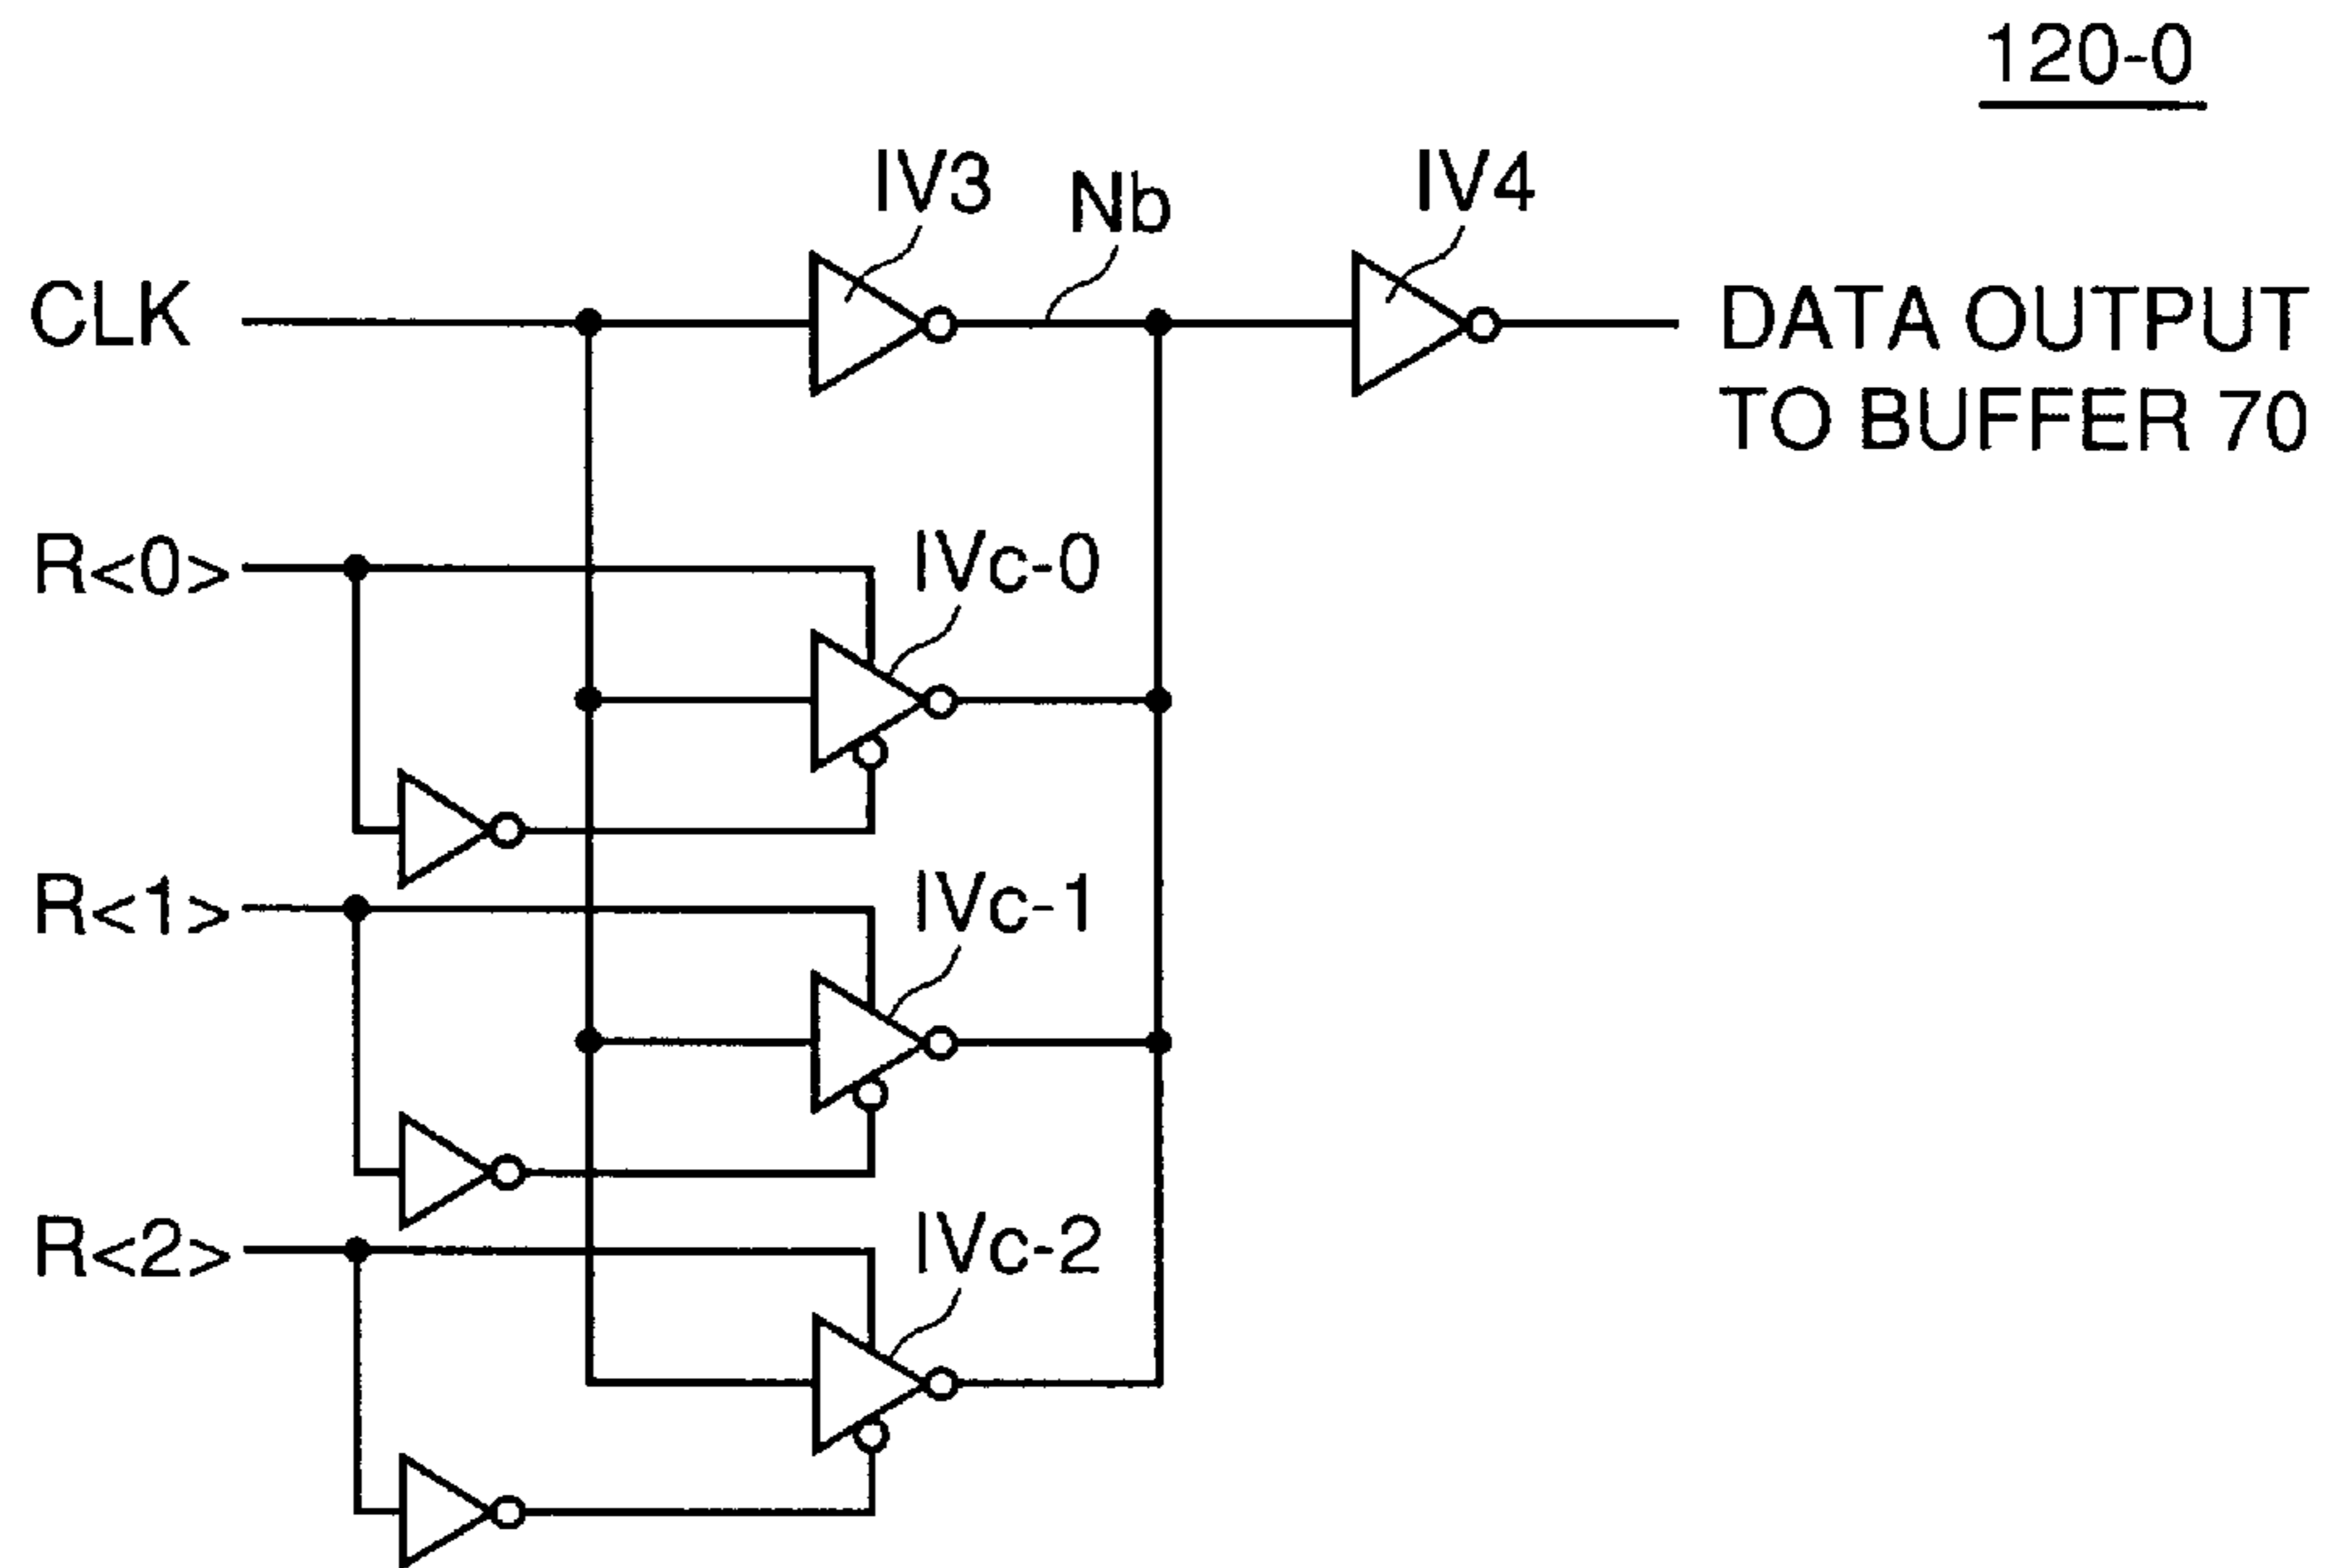 120-0
IV3
Nb
IV4
CLK
DATA OUTPUT
TO BUFFER 70
R<0>
IVc-0
R<1>
IVc-1
R<2>
IVc-2